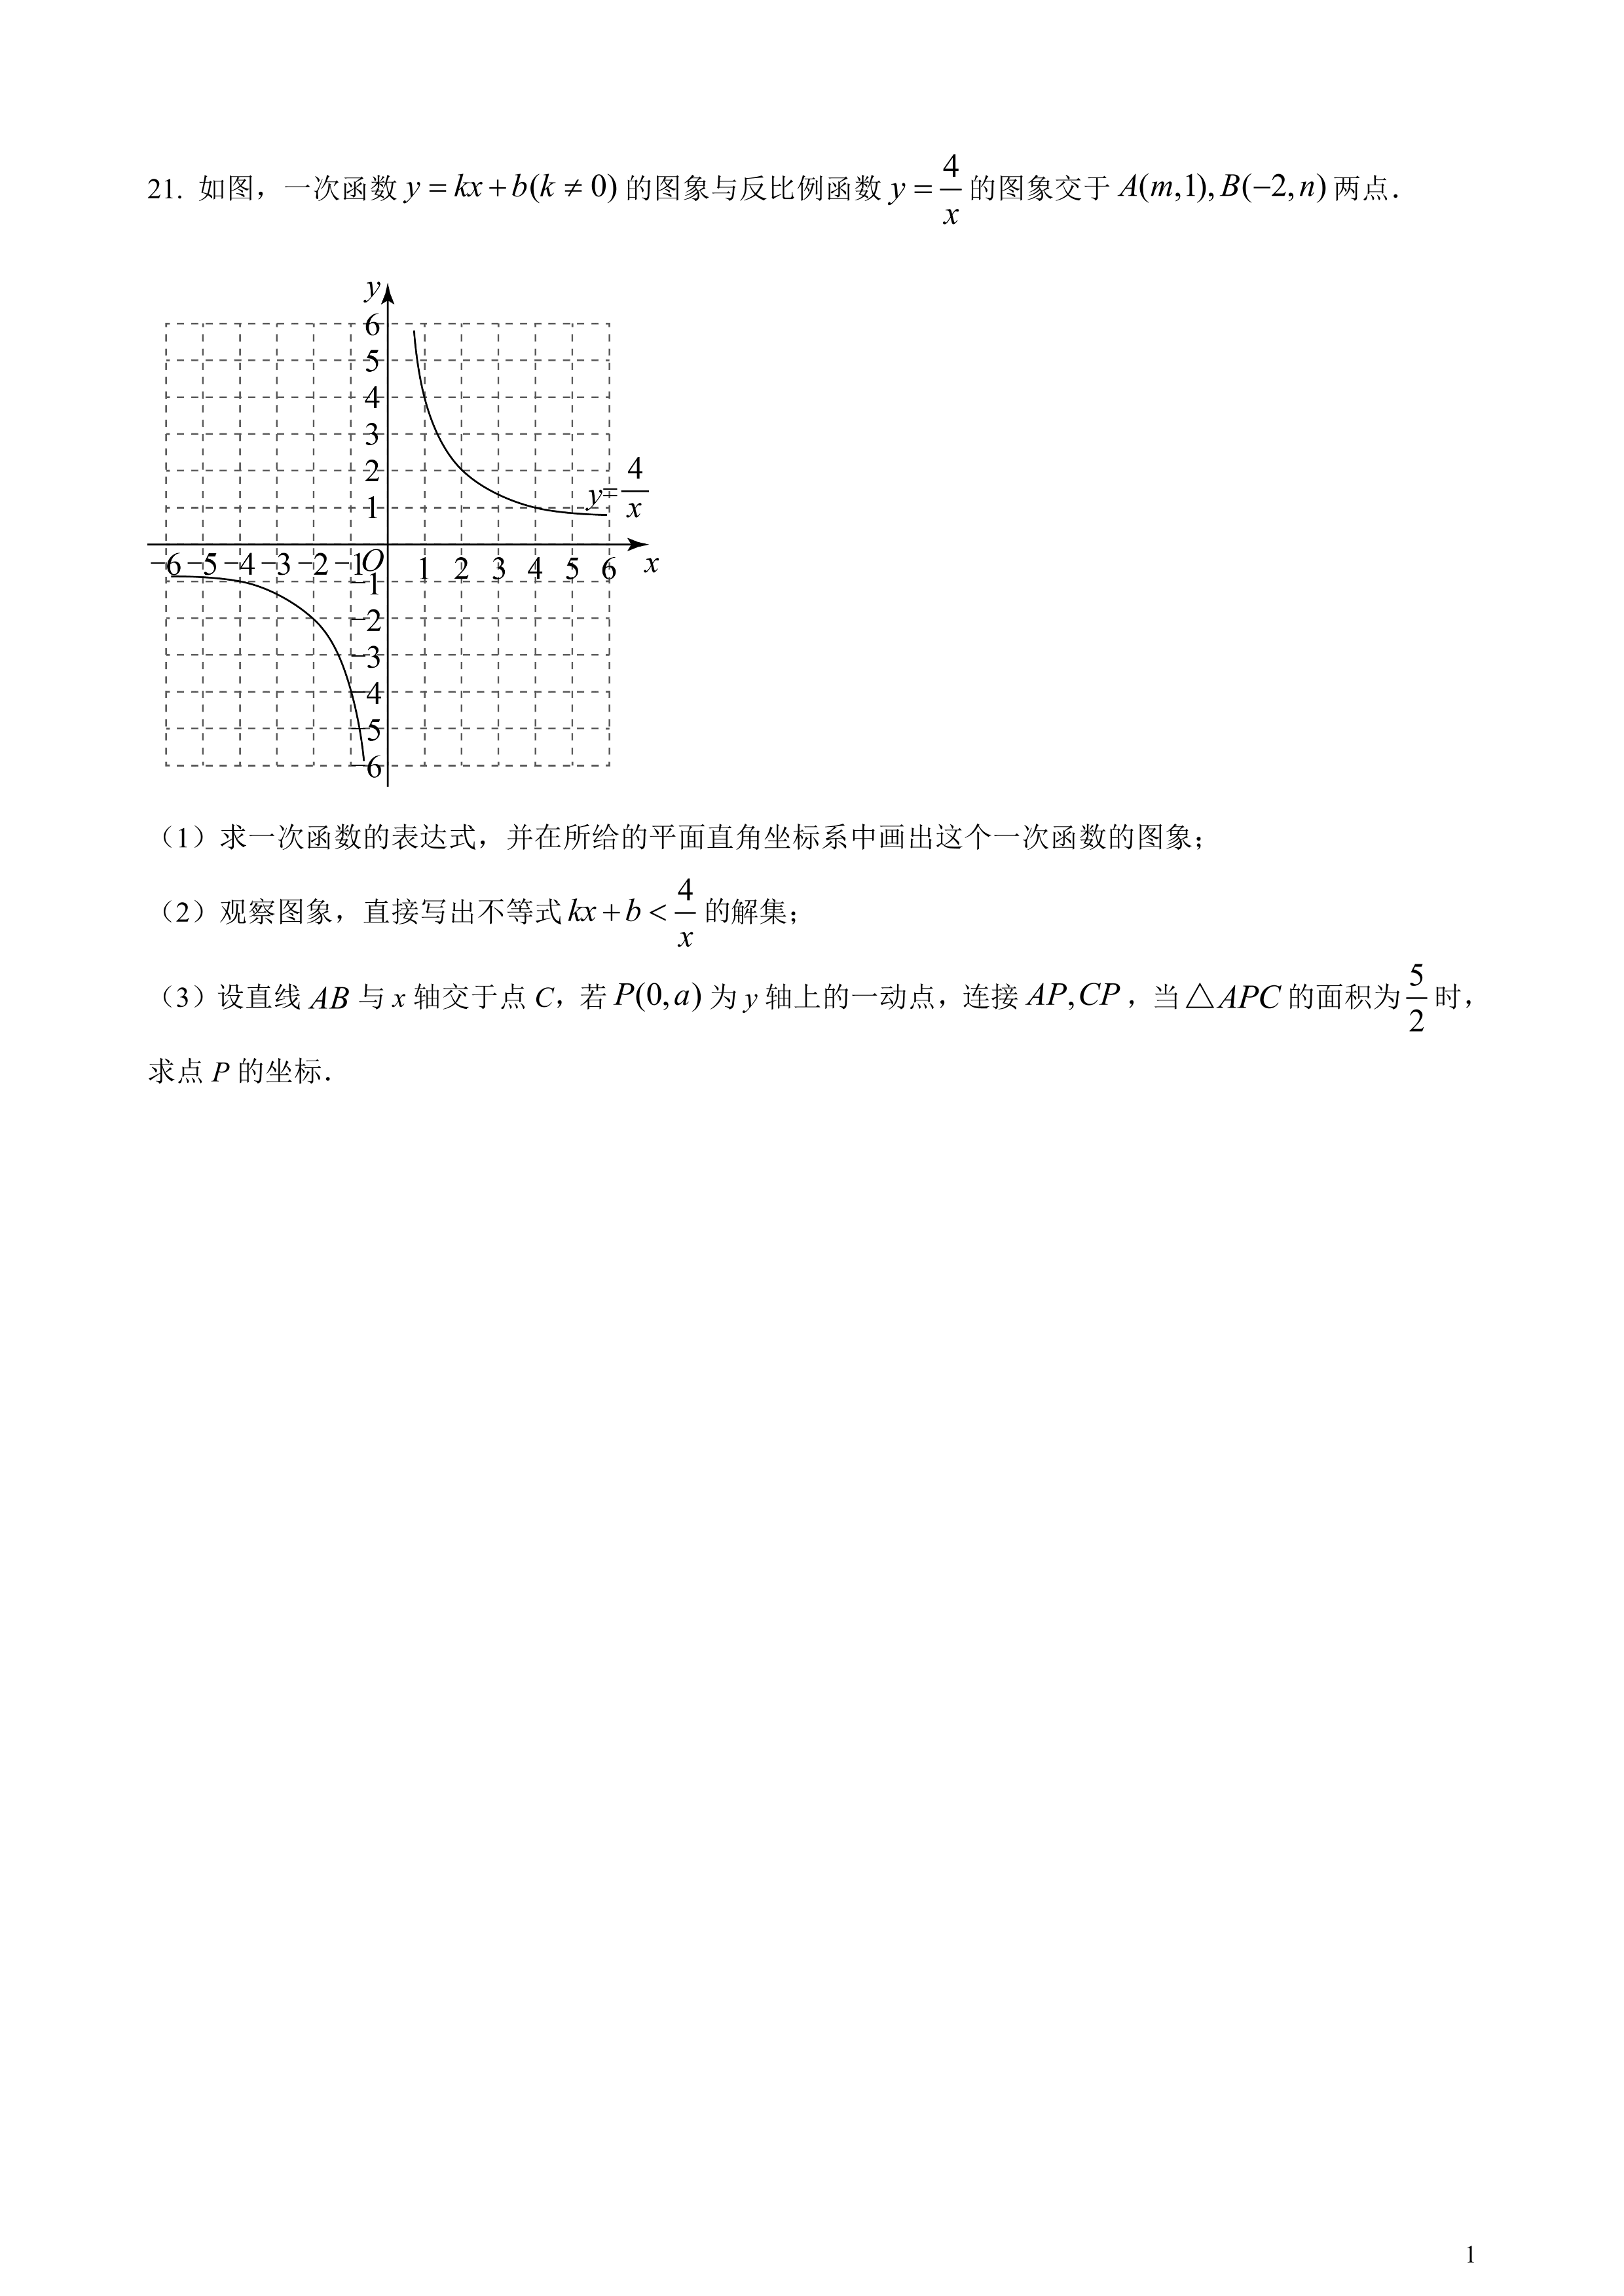 21. 如图，一次函数 y = kx + b(k ≠ 0) 的图象与反比例函数 y = 4/x 的图象交于 A(m,1), B(−2,n) 两点．
y
6
5
4
3
2
1
y=4/x
−6 −5 −4 −3 −2 −1 O 1 2 3 4 5 6 x
−1
−2
−3
−4
−5
−6
（1）求一次函数的表达式，并在所给的平面直角坐标系中画出这个一次函数的图象；
（2）观察图象，直接写出不等式 kx + b < 4/x 的解集；
（3）设直线 AB 与 x 轴交于点 C，若 P(0,a) 为 y 轴上的一动点，连接 AP,CP，当△APC 的面积为 5/2 时，
求点 P 的坐标．
1